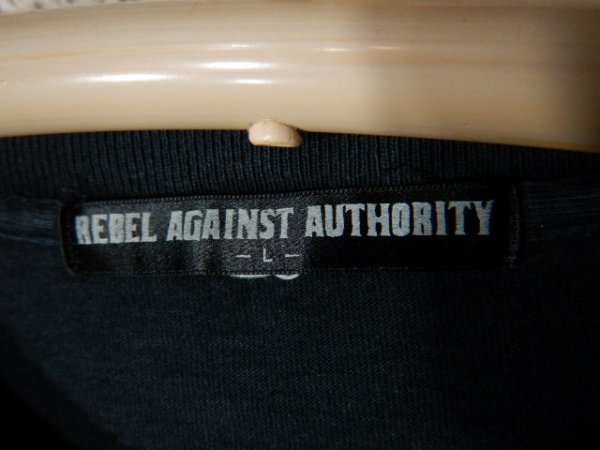 REBEL AGAINST AUTHORITY
- L -